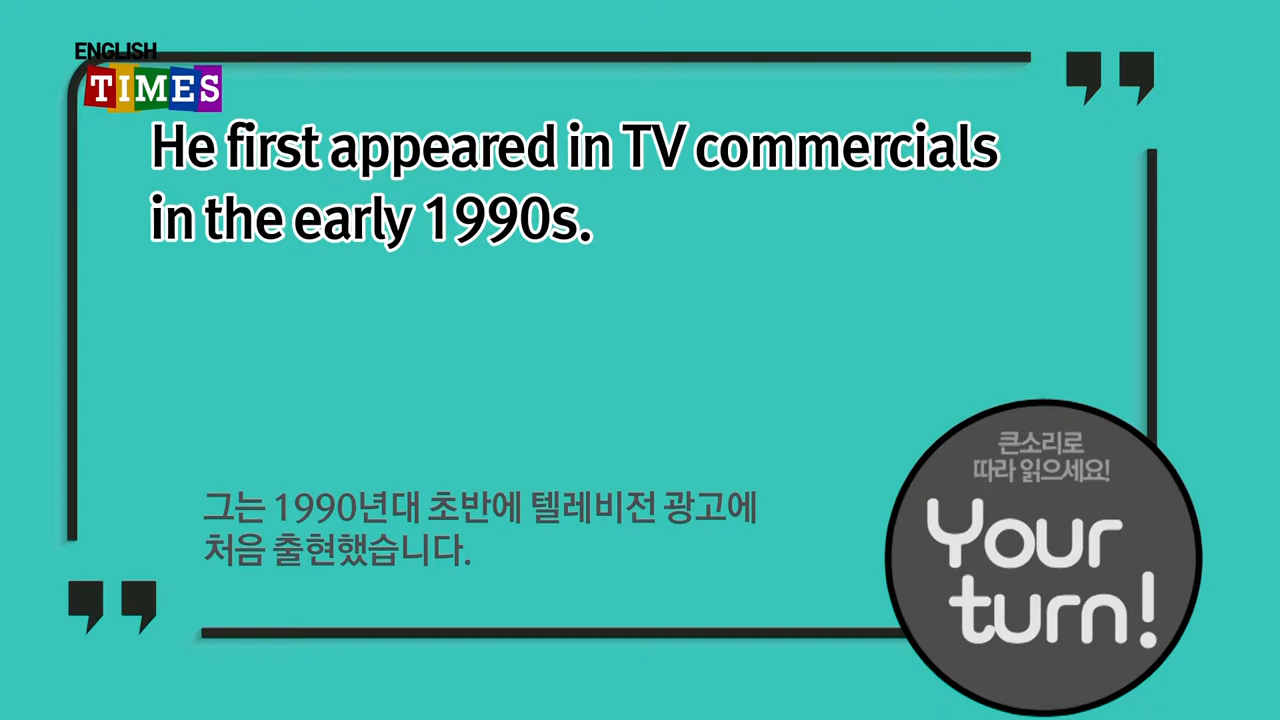 ENGLISH
TIMES
He first appeared in TV commercials
in the early 1990s.
그는 1990년대 초반에 텔레비전 광고에
처음 출현했습니다.
큰소리로
따라 읽으세요!
Your
turn!